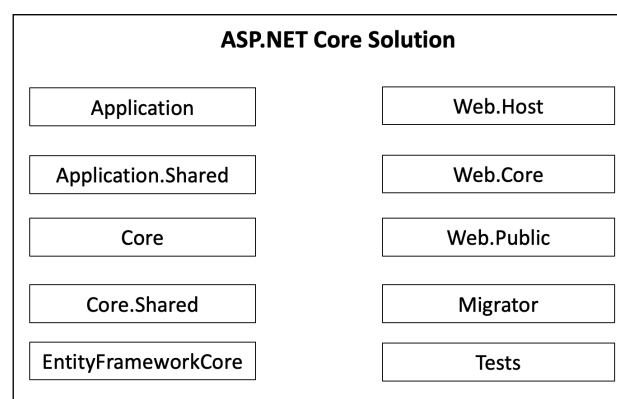 ASP.NET Core Solution
Application
Web.Host
Application.Shared
Web.Core
Core
Web.Public
Core.Shared
Migrator
EntityFrameworkCore
Tests